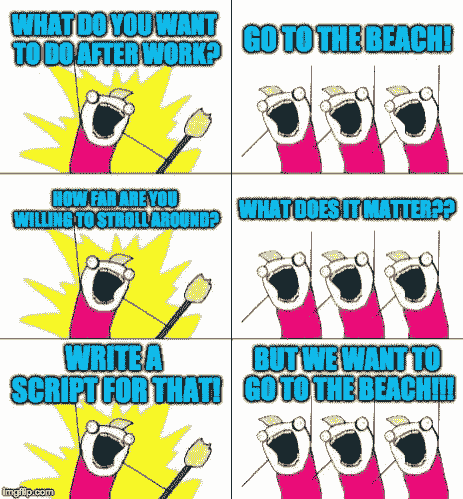 WHAT DO YOU WANT
TO DO AFTER WORK?
GO TO THE BEACH!
HOW FAR ARE YOU
WILLING TO STROLL AROUND?
WHAT DOES IT MATTER??
WRITE A
SCRIPT FOR THAT!
BUT WE WANT TO
GO TO THE BEACH!!!
imgflip.com